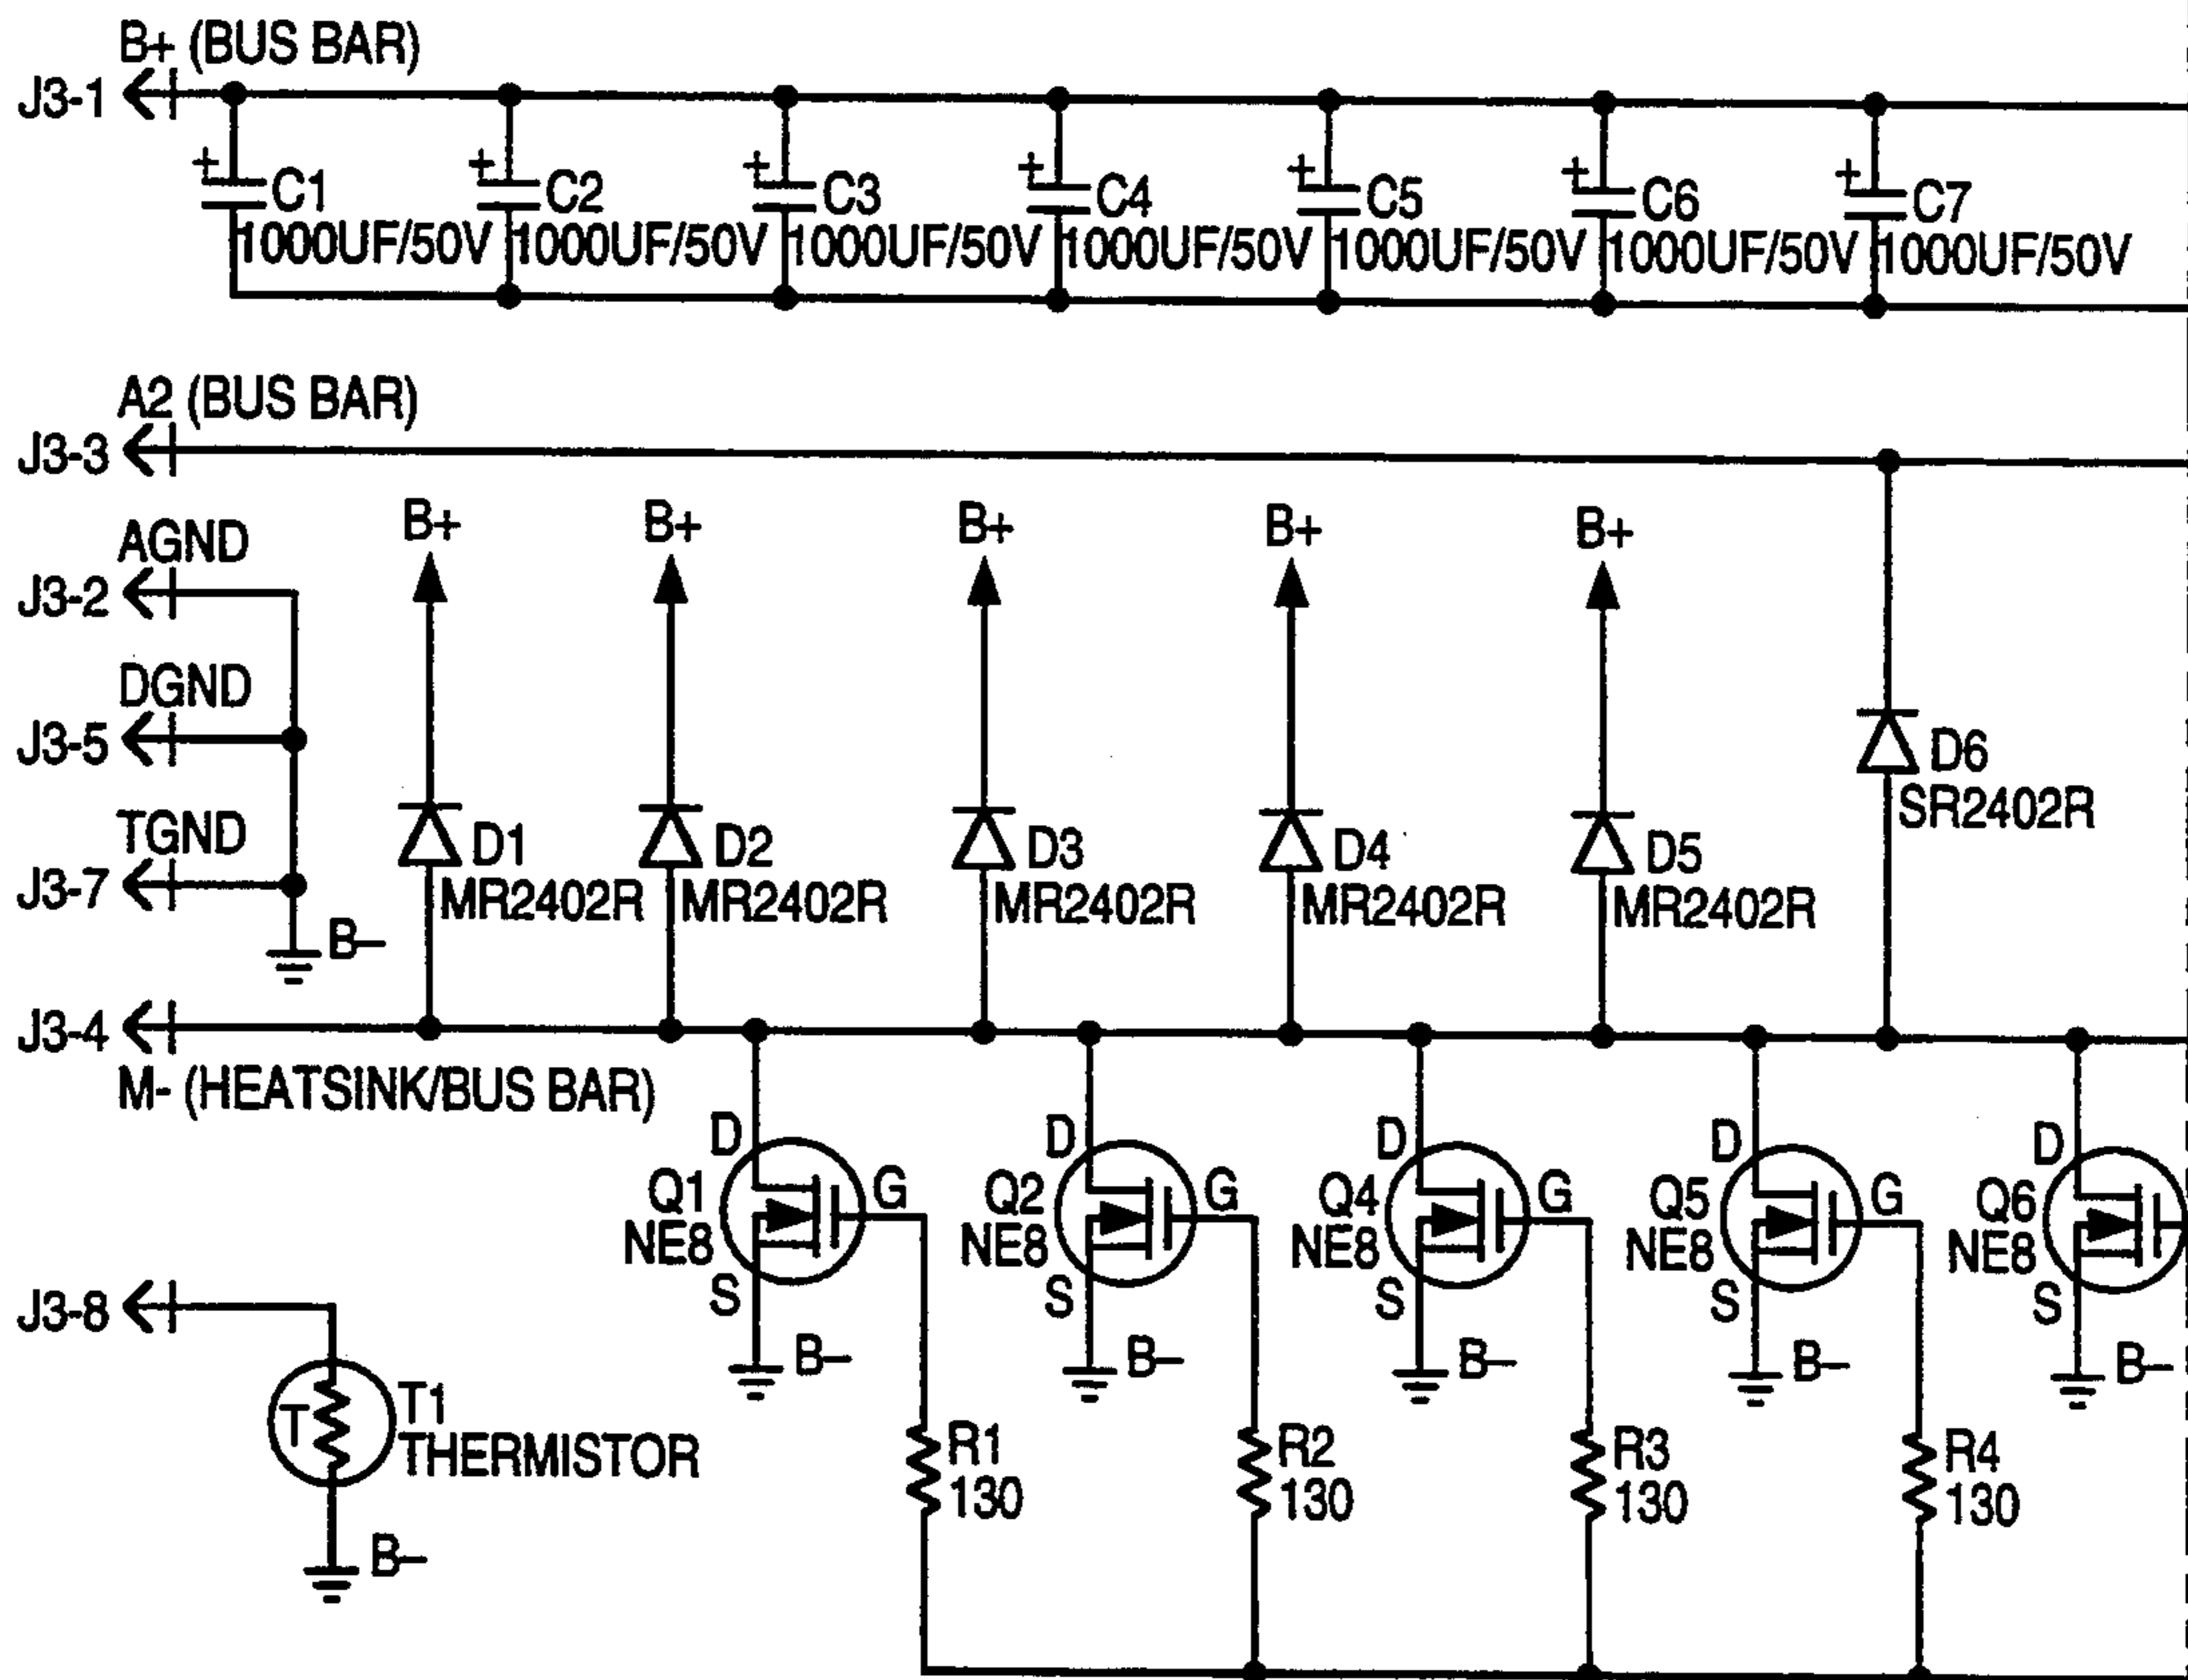 B+ (BUS BAR)
J3-1
+ C1
1000UF/50V
+ C2
1000UF/50V
+ C3
1000UF/50V
+ C4
1000UF/50V
+ C5
1000UF/50V
+ C6
1000UF/50V
+ C7
1000UF/50V
A2 (BUS BAR)
J3-3
AGND
J3-2
DGND
J3-5
TGND
J3-7
B–
B+
D1
MR2402R
B+
D2
MR2402R
B+
D3
MR2402R
B+
D4
MR2402R
B+
D5
MR2402R
D6
SR2402R
J3-4
M- (HEATSINK/BUS BAR)
D
Q1
NE8
G
S
B–
D
Q2
NE8
G
S
B–
D
Q4
NE8
G
S
B–
D
Q5
NE8
G
S
B–
D
Q6
NE8
S
B–
J3-8
T
T1
THERMISTOR
B–
R1
130
R2
130
R3
130
R4
130